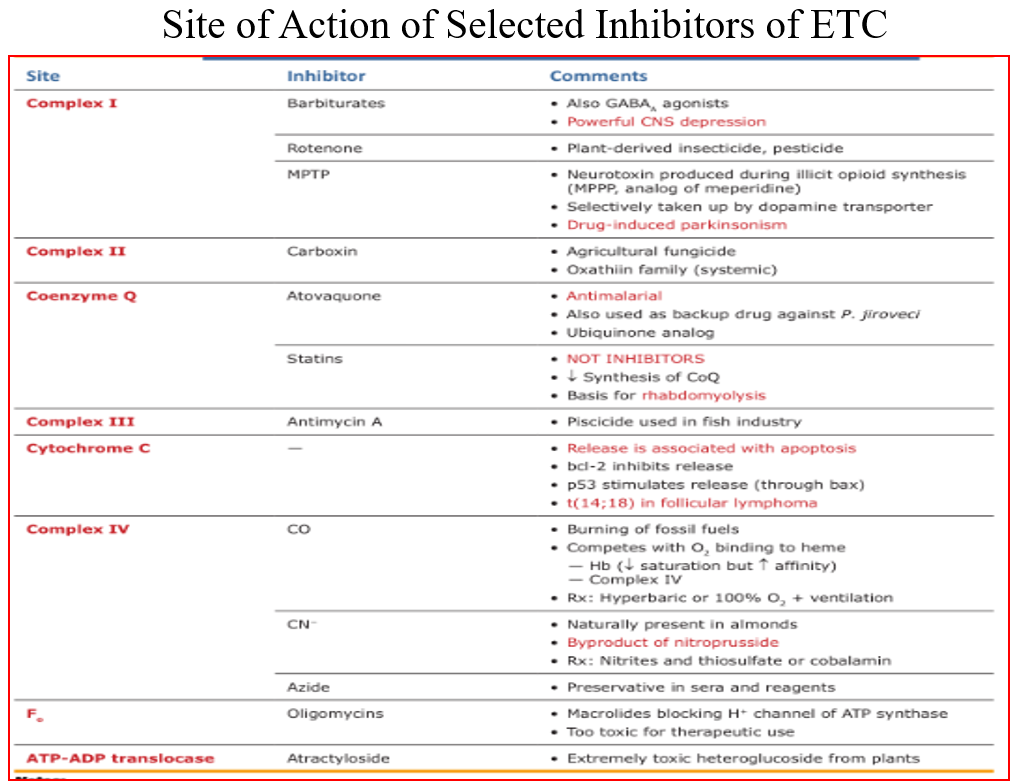 Site of Action of Selected Inhibitors of ETC
Site Inhibitor Comments
Complex I Barbiturates • Also GABA_A agonists
• Powerful CNS depression
Rotenone • Plant-derived insecticide, pesticide
MPTP • Neurotoxin produced during illicit opioid synthesis
(MPPP, analog of meperidine)
• Selectively taken up by dopamine transporter
• Drug-induced parkinsonism
Complex II Carboxin • Agricultural fungicide
• Oxathiin family (systemic)
Coenzyme Q Atovaquone • Antimalarial
• Also used as backup drug against P. jiroveci
• Ubiquinone analog
Statins • NOT INHIBITORS
• ↓ Synthesis of CoQ
• Basis for rhabdomyolysis
Complex III Antimycin A • Piscicide used in fish industry
Cytochrome C — • Release is associated with apoptosis
• bcl-2 inhibits release
• p53 stimulates release (through bax)
• t(14;18) in follicular lymphoma
Complex IV CO • Burning of fossil fuels
• Competes with O₂ binding to heme
— Hb (↓ saturation but ↑ affinity)
— Complex IV
• Rx: Hyperbaric or 100% O₂ + ventilation
CN⁻ • Naturally present in almonds
• Byproduct of nitroprusside
• Rx: Nitrites and thiosulfate or cobalamin
Azide • Preservative in sera and reagents
Fₒ Oligomycins • Macrolides blocking H⁺ channel of ATP synthase
• Too toxic for therapeutic use
ATP-ADP translocase Atractyloside • Extremely toxic heteroglucoside from plants